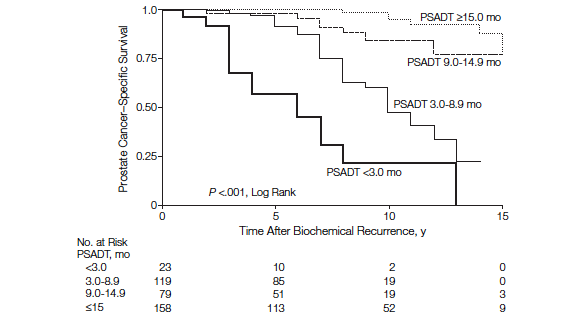 1.0
PSADT ≥15.0 mo
0.75
PSADT 9.0-14.9 mo
Prostate Cancer–Specific Survival
0.50
PSADT 3.0-8.9 mo
0.25
PSADT <3.0 mo
P <.001, Log Rank
0
0 5 10 15
Time After Biochemical Recurrence, y
No. at Risk
PSADT, mo
<3.0 23 10 2 0
3.0-8.9 119 85 19 0
9.0-14.9 79 51 19 3
≤15 158 113 52 9